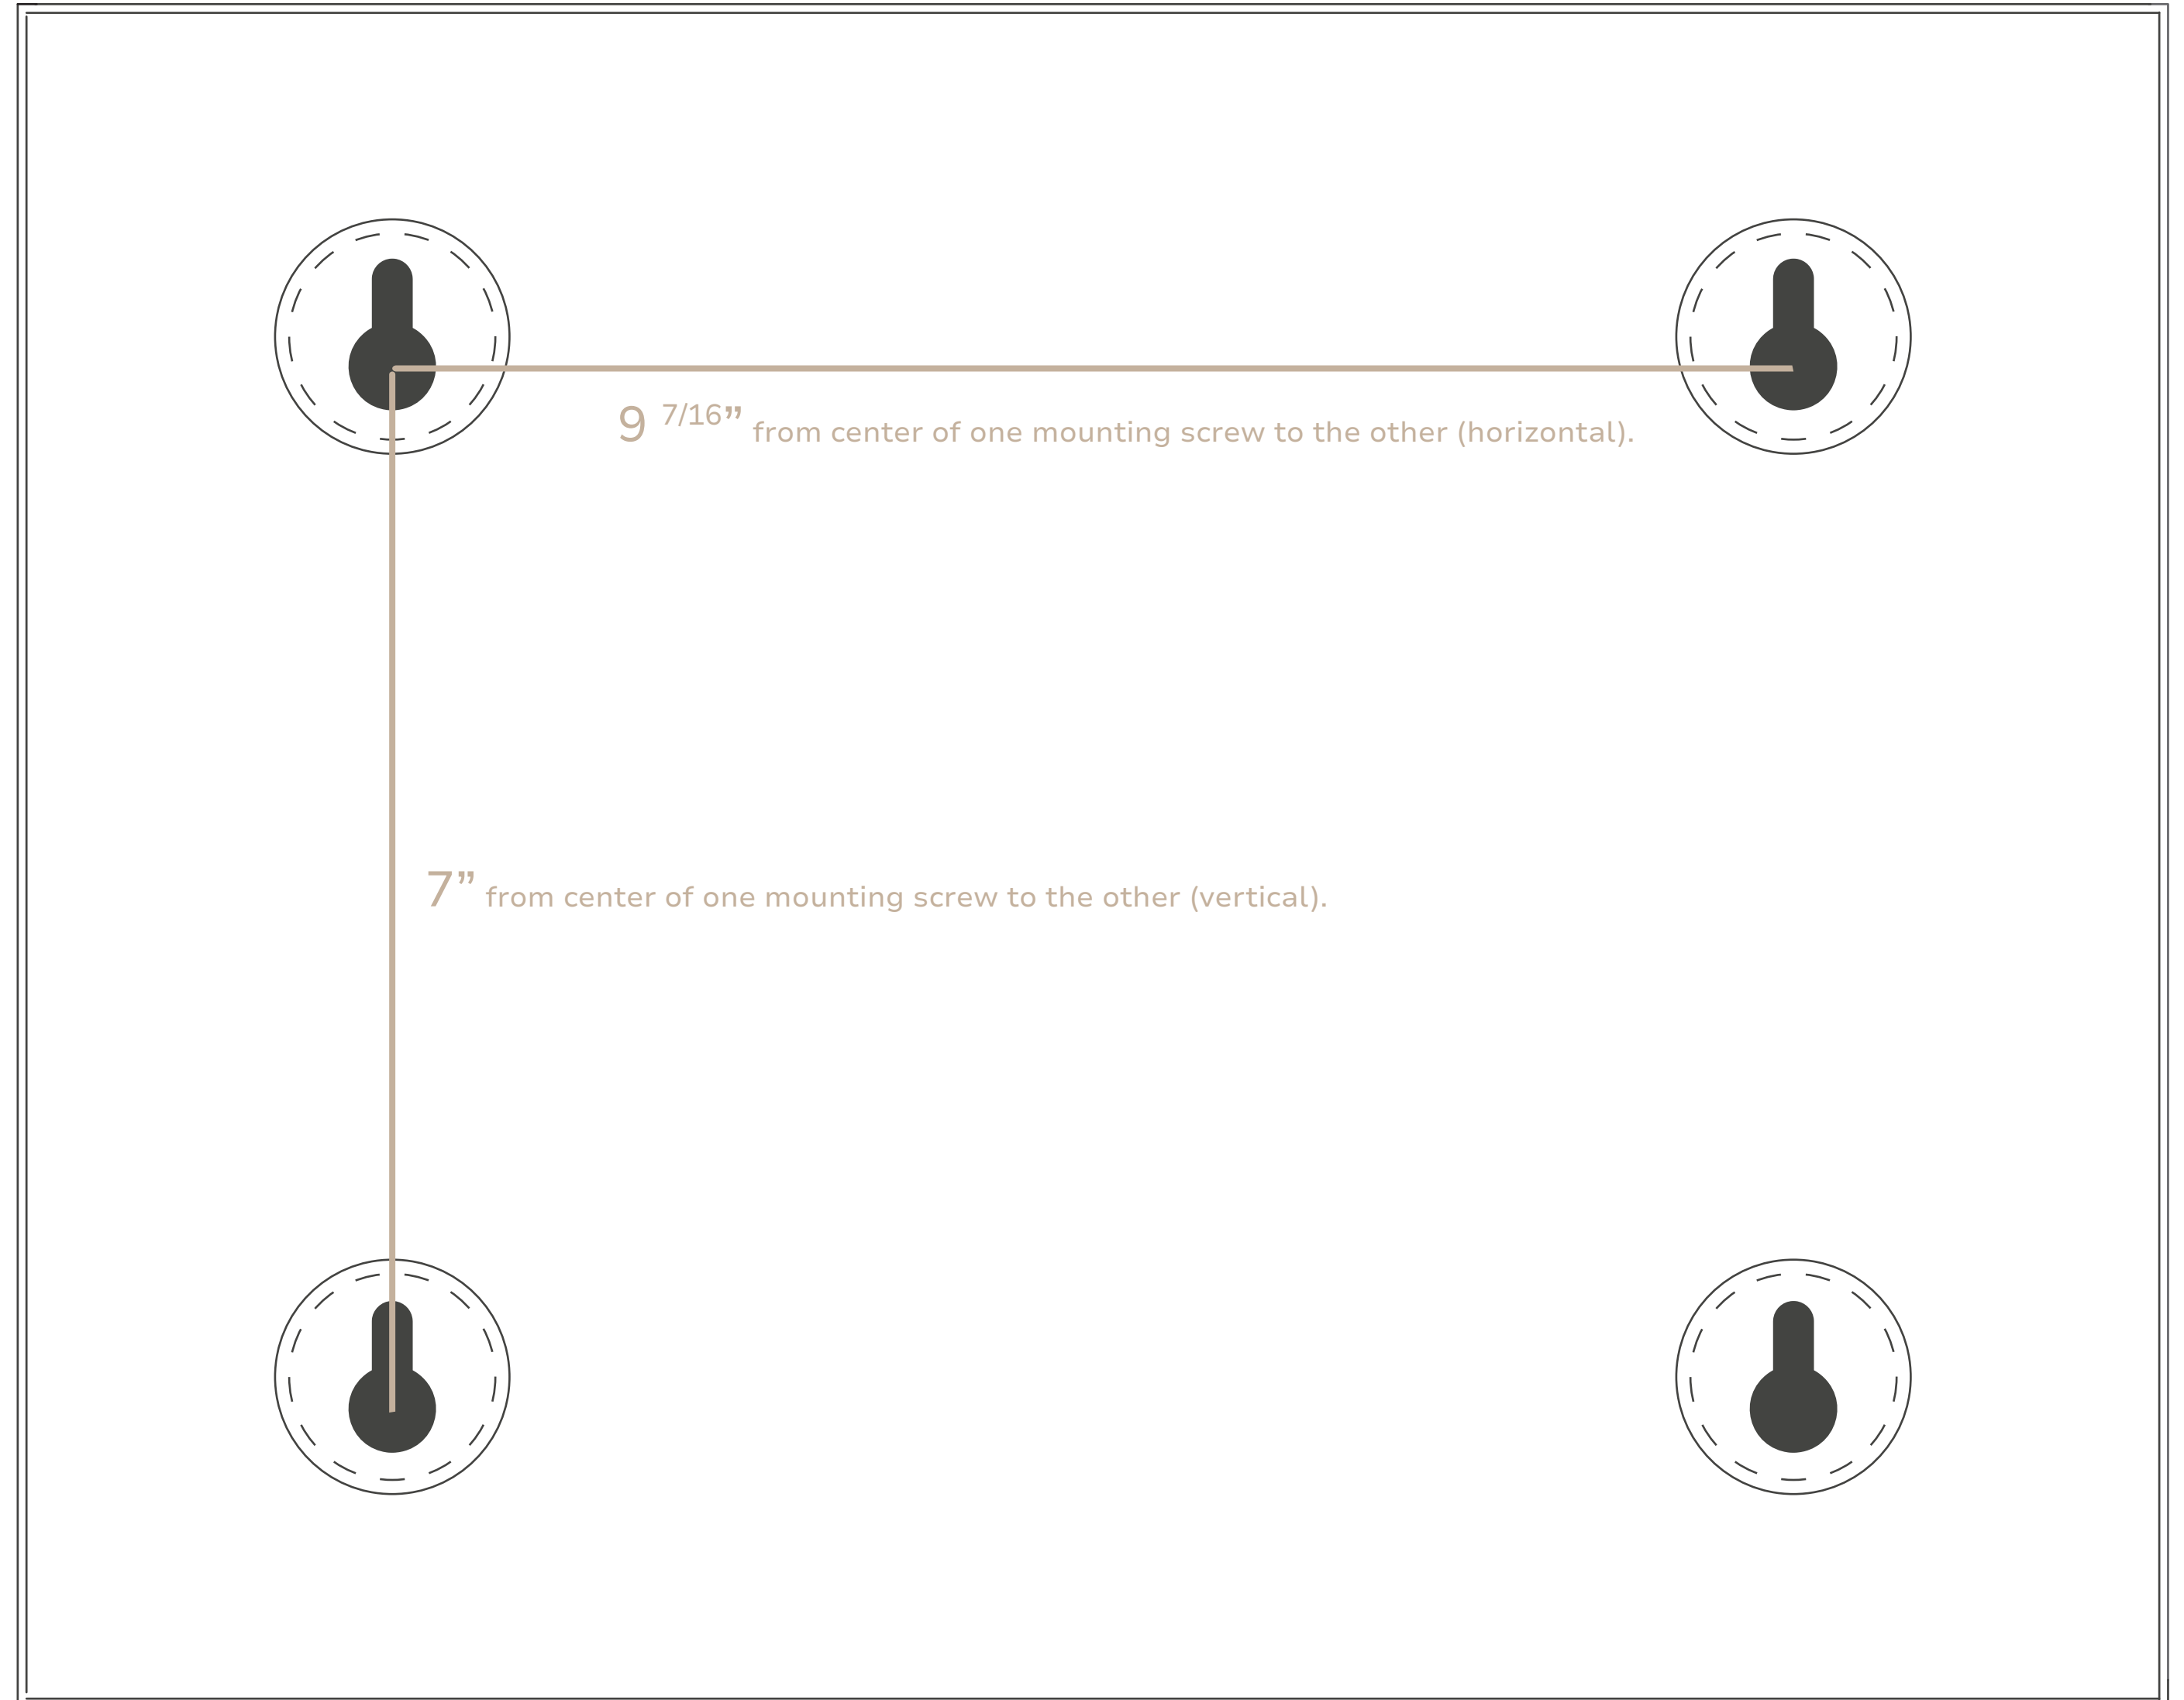 9 7/16” from center of one mounting screw to the other (horizontal).
7” from center of one mounting screw to the other (vertical).